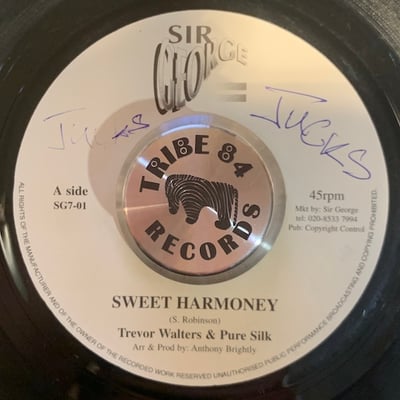 SIR
GEORGE
JUCKS
JUCKS
TRIBE 84
RECORDS
A side
SG7-01
45rpm
Mkt by: Sir George
tel: 020-8533 7994
Pub: Copyright Control
SWEET HARMONEY
(S. Robinson)
Trevor Walters & Pure Silk
Arr & Prod by: Anthony Brightly
ALL RIGHTS OF THE MANUFACTURER AND OF THE OWNER OF THE RECORDED WORK RESERVED UNAUTHORISED PUBLIC PERFORMANCE BROADCASTING AND COPYING PROHIBITED.